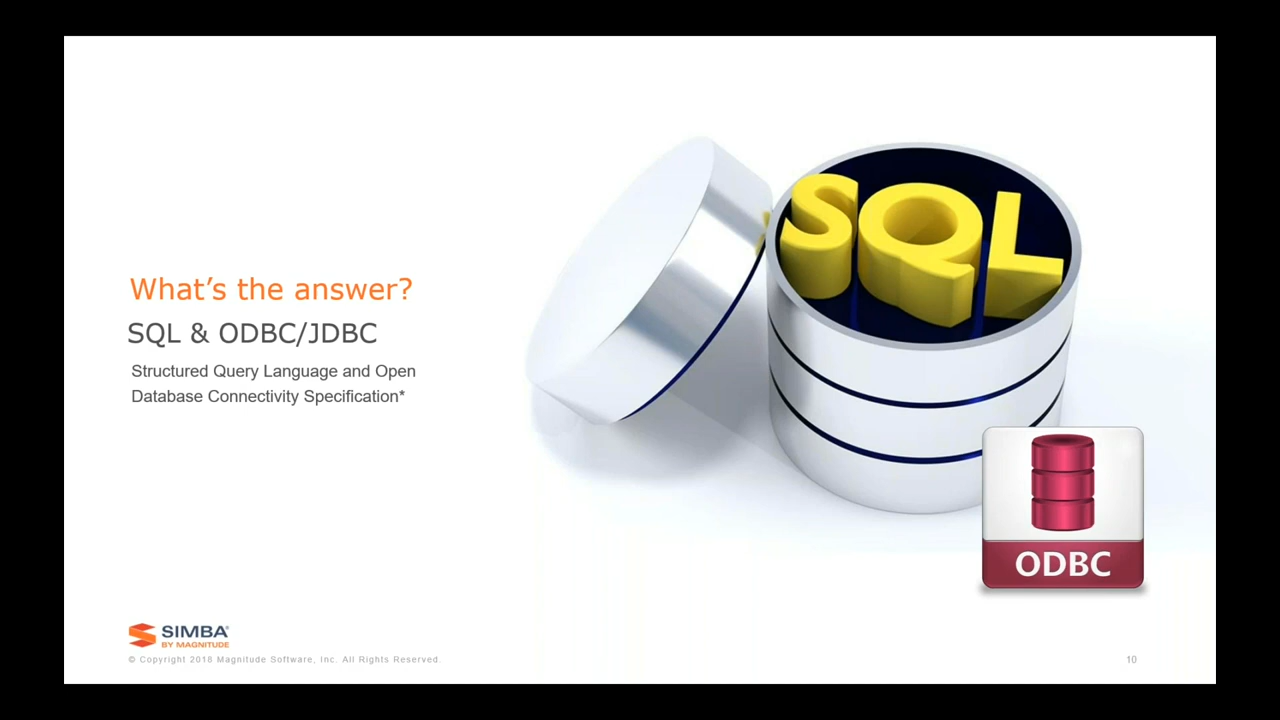 SQL
What's the answer?
SQL & ODBC/JDBC
Structured Query Language and Open
Database Connectivity Specification*
ODBC
SIMBA®
BY MAGNITUDE
© Copyright 2018 Magnitude Software, Inc. All Rights Reserved.
10